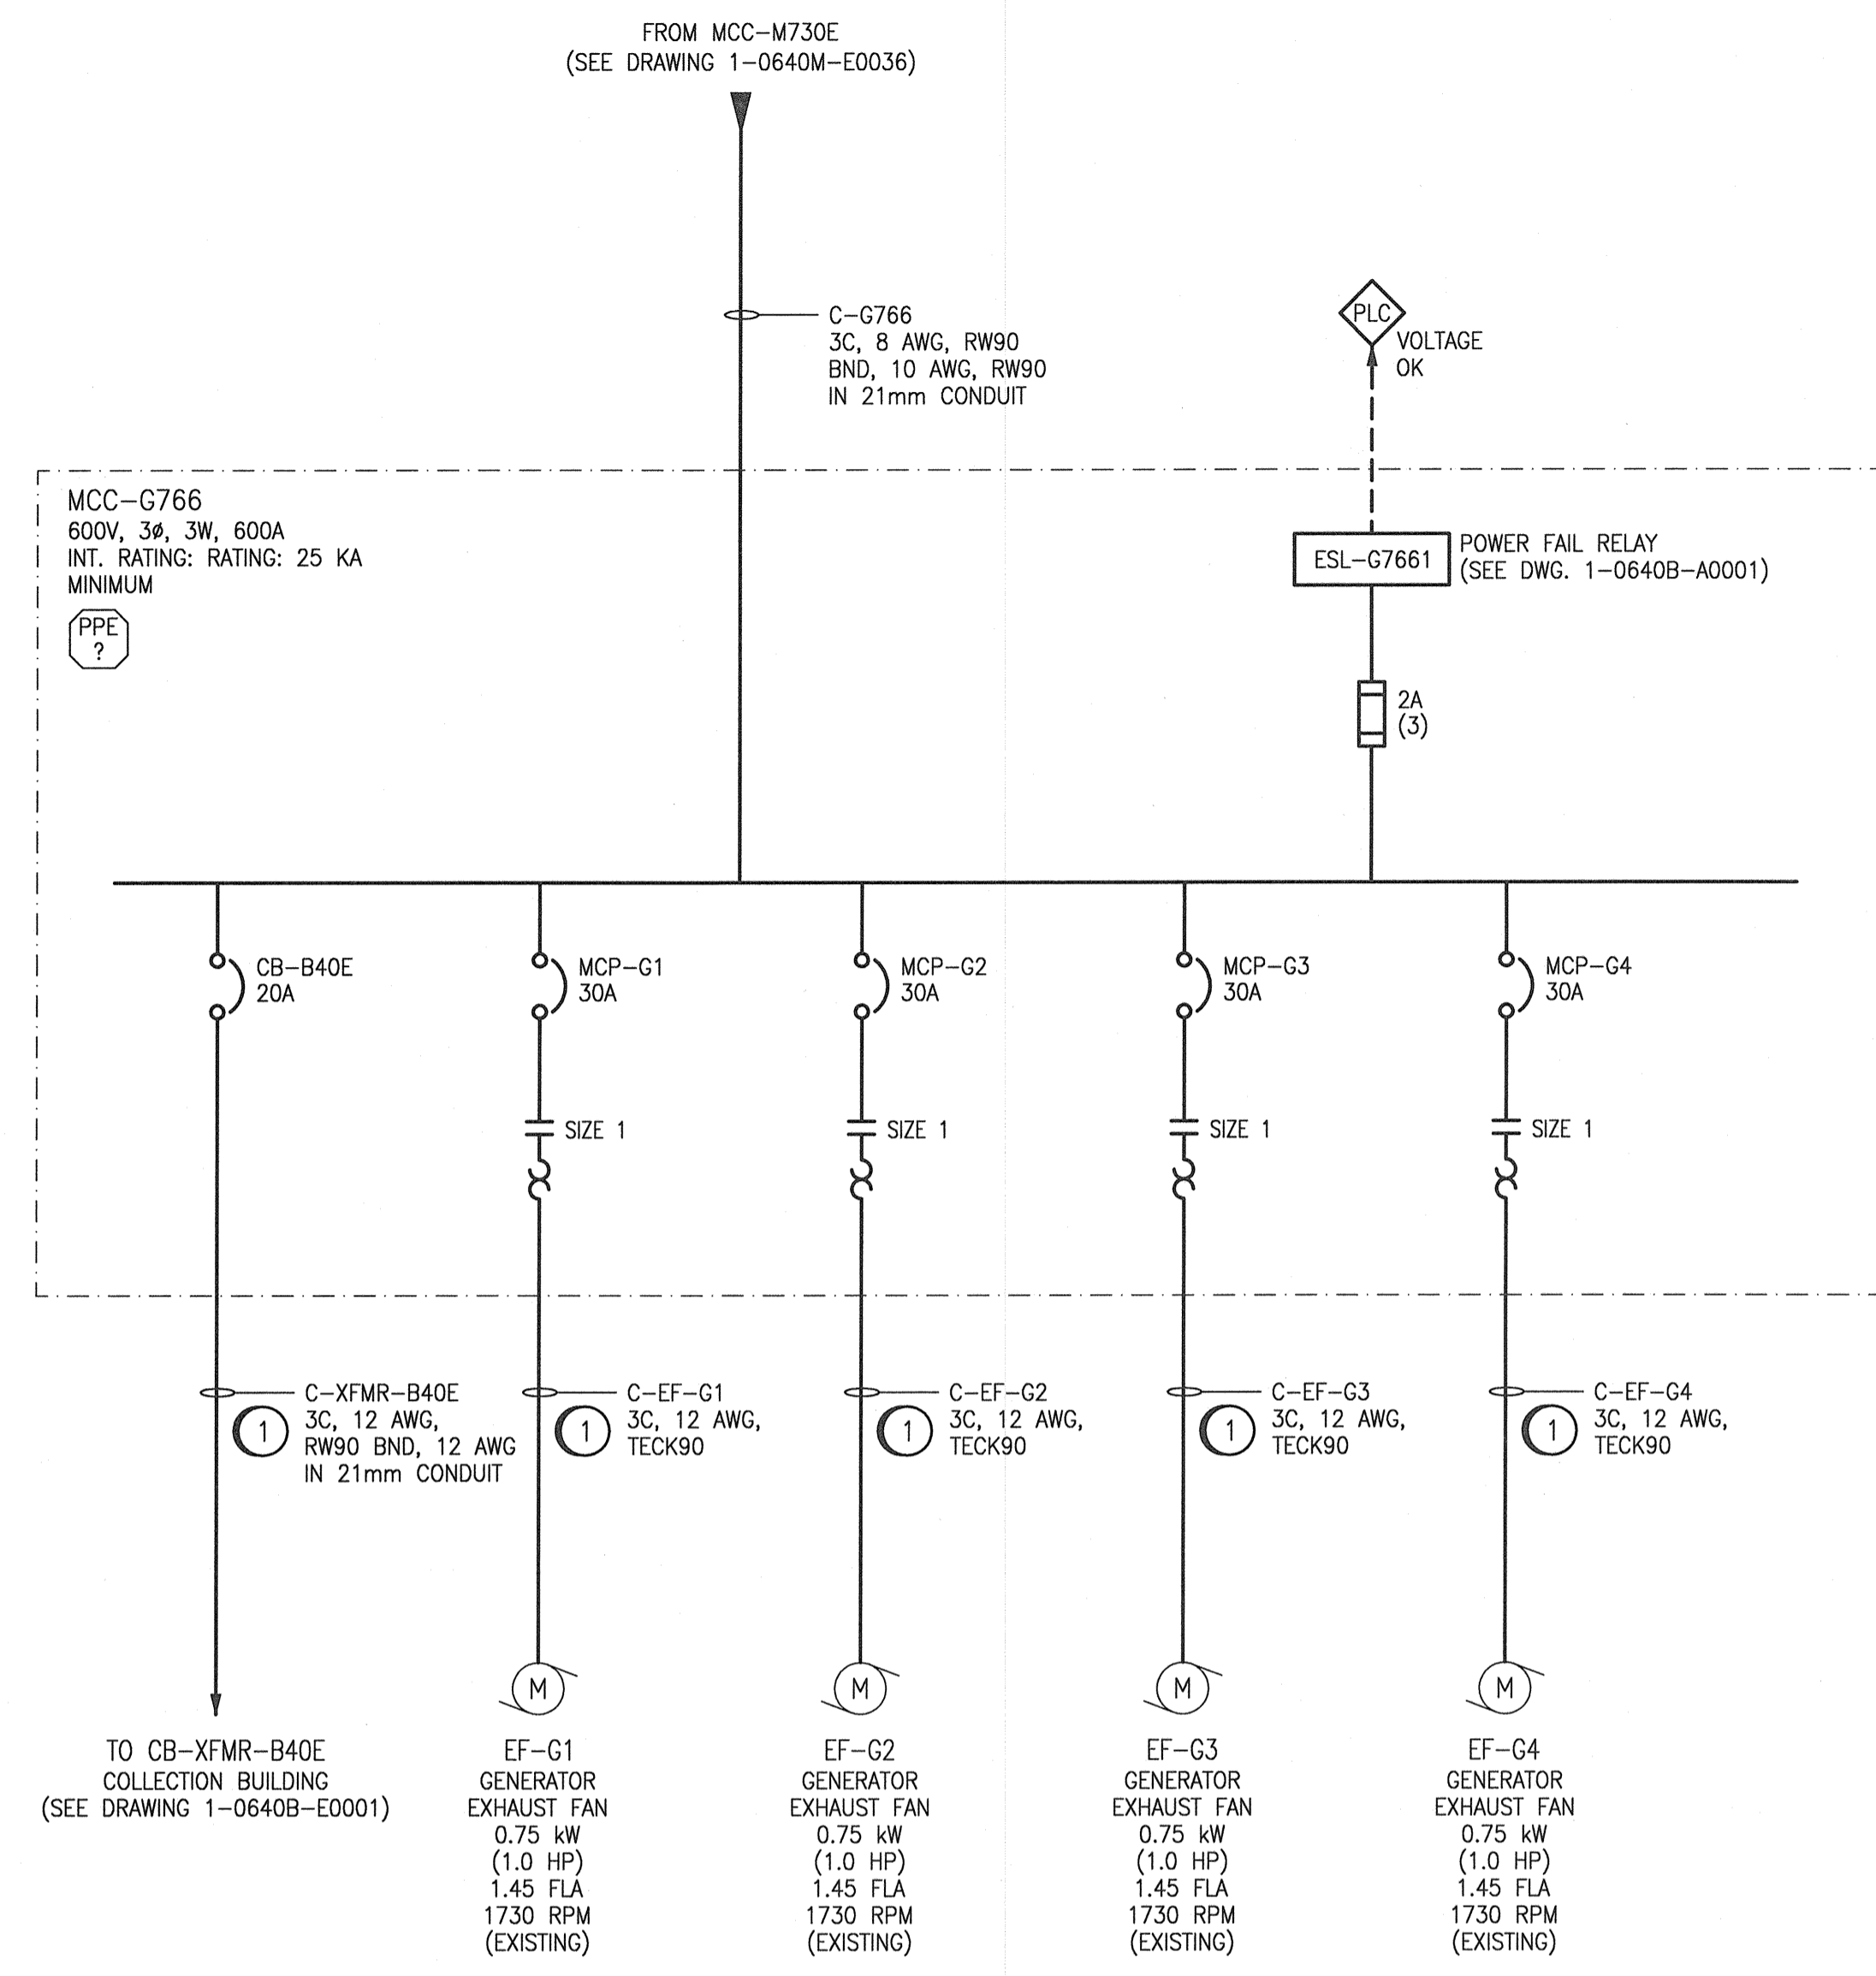 FROM MCC-M730E
(SEE DRAWING 1-0640M-E0036)
C-G766
3C, 8 AWG, RW90
BND, 10 AWG, RW90
IN 21mm CONDUIT
PLC
VOLTAGE
OK
MCC-G766
600V, 3ø, 3W, 600A
INT. RATING: RATING: 25 KA
MINIMUM
PPE
?
ESL-G7661
POWER FAIL RELAY
(SEE DWG. 1-0640B-A0001)
2A
(3)
CB-B40E
20A
MCP-G1
30A
MCP-G2
30A
MCP-G3
30A
MCP-G4
30A
SIZE 1
SIZE 1
SIZE 1
SIZE 1
C-XFMR-B40E
3C, 12 AWG,
RW90 BND, 12 AWG
IN 21mm CONDUIT
1
C-EF-G1
3C, 12 AWG,
TECK90
1
C-EF-G2
3C, 12 AWG,
TECK90
1
C-EF-G3
3C, 12 AWG,
TECK90
1
C-EF-G4
3C, 12 AWG,
TECK90
1
M
M
M
M
TO CB-XFMR-B40E
COLLECTION BUILDING
(SEE DRAWING 1-0640B-E0001)
EF-G1
GENERATOR
EXHAUST FAN
0.75 kW
(1.0 HP)
1.45 FLA
1730 RPM
(EXISTING)
EF-G2
GENERATOR
EXHAUST FAN
0.75 kW
(1.0 HP)
1.45 FLA
1730 RPM
(EXISTING)
EF-G3
GENERATOR
EXHAUST FAN
0.75 kW
(1.0 HP)
1.45 FLA
1730 RPM
(EXISTING)
EF-G4
GENERATOR
EXHAUST FAN
0.75 kW
(1.0 HP)
1.45 FLA
1730 RPM
(EXISTING)